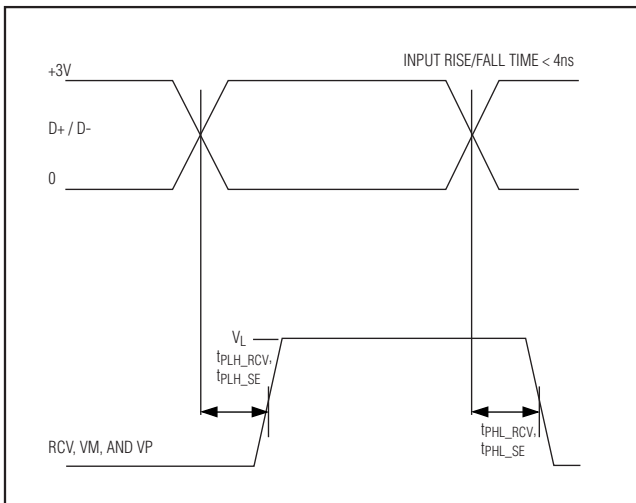 INPUT RISE/FALL TIME < 4ns
+3V
D+ / D-
0
VL
tPLH_RCV,
tPLH_SE
tPHL_RCV,
tPHL_SE
RCV, VM, AND VP